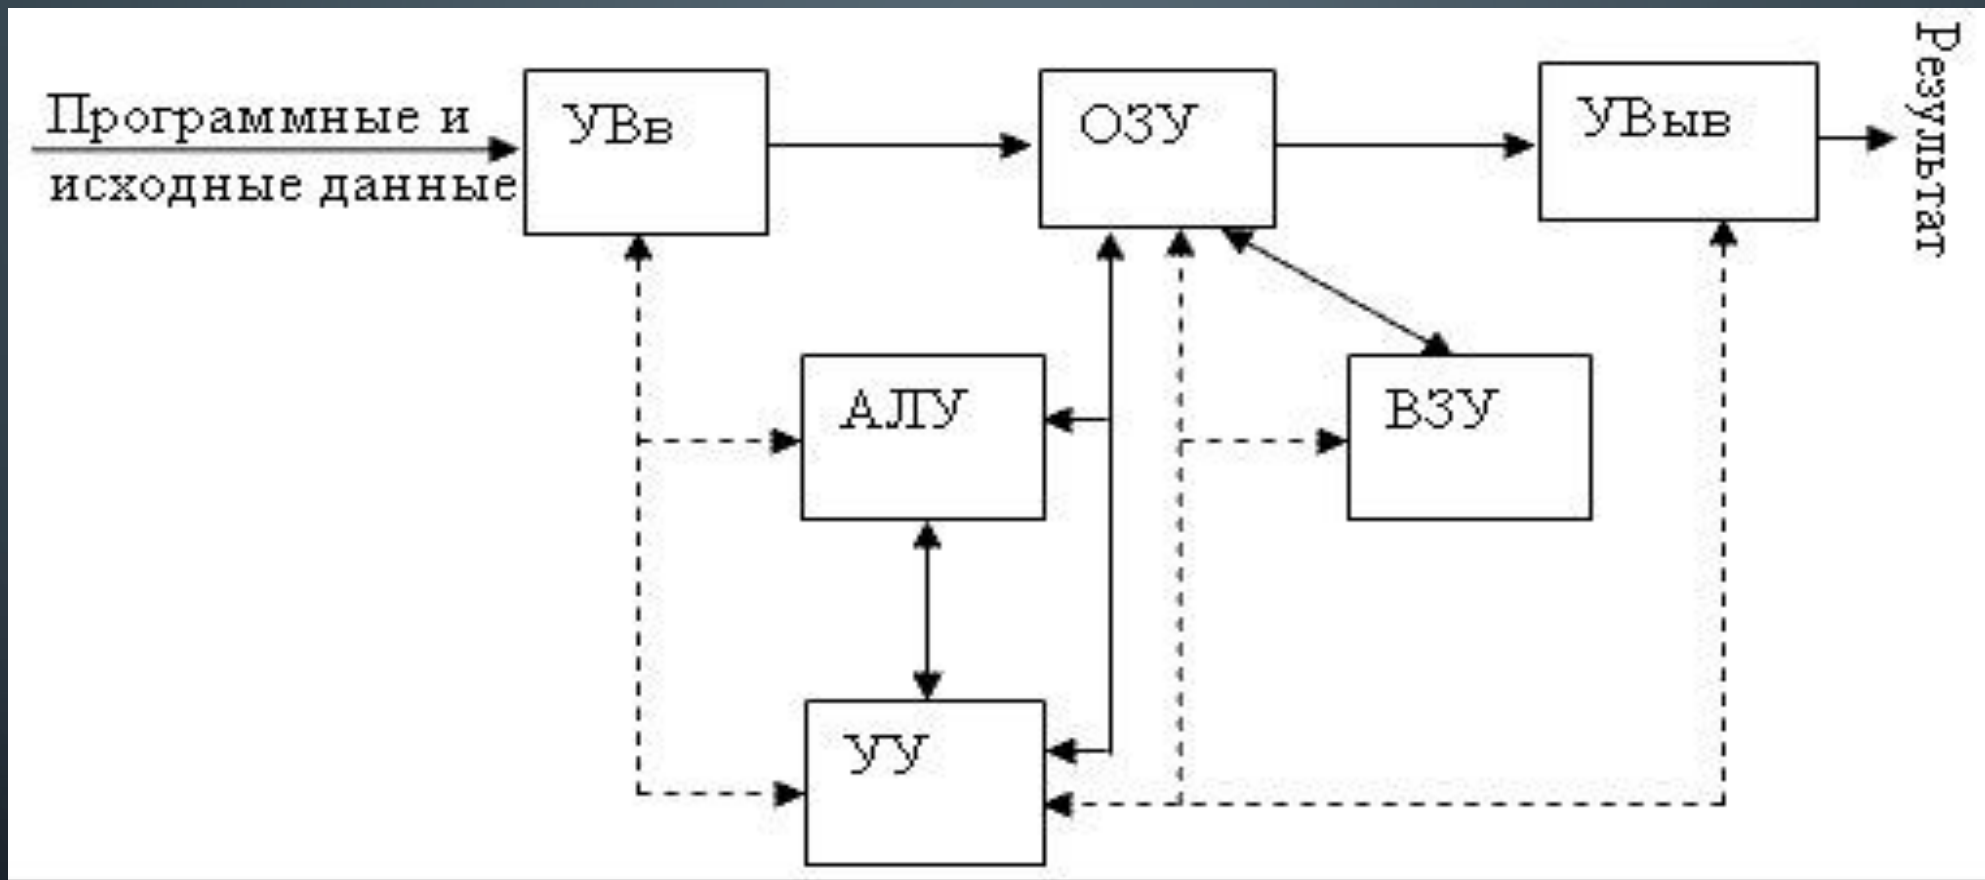 Программные и
исходные данные
УВв
ОЗУ
УВыв
Результат
АЛУ
ВЗУ
УУ